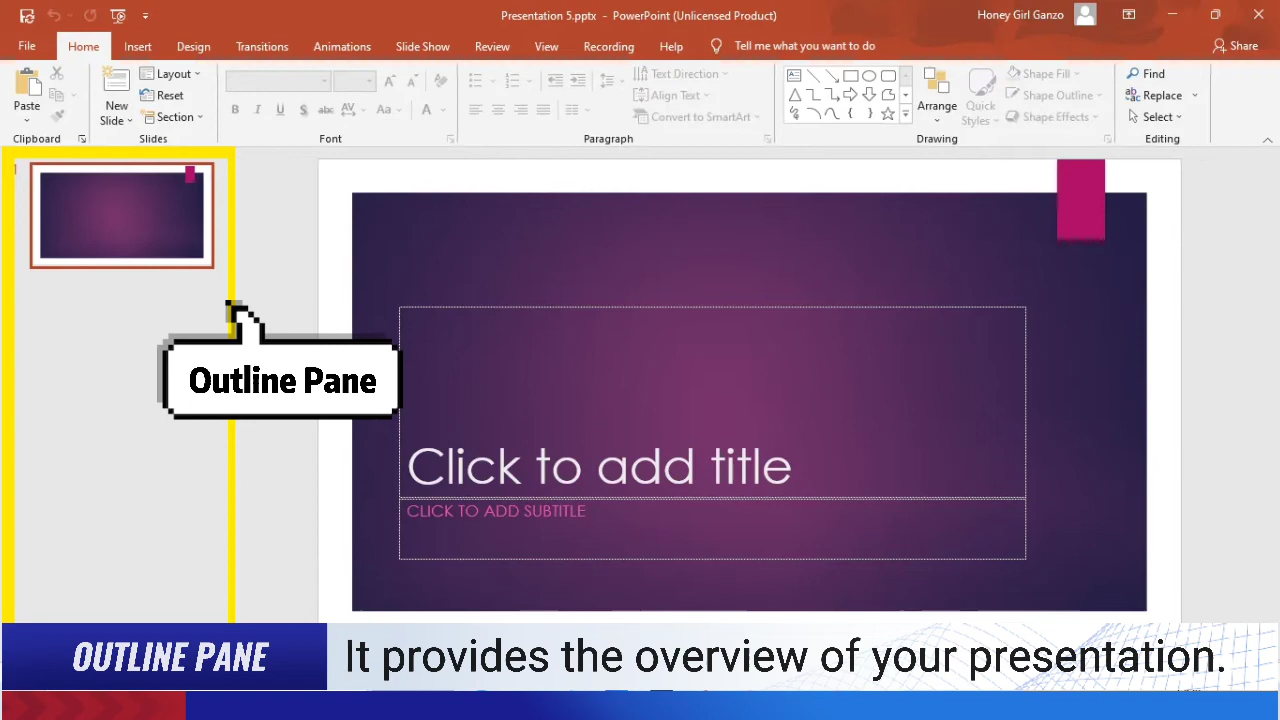 Presentation 5.pptx - PowerPoint (Unlicensed Product)
Honey Girl Ganzo
File Home Insert Design Transitions Animations Slide Show Review View Recording Help Tell me what you want to do Share
Paste
Clipboard
New Slide
Layout
Reset
Section
Slides
B I U S abc AV Aa A
Font
Text Direction
Align Text
Convert to SmartArt
Paragraph
Arrange
Quick Styles
Shape Fill
Shape Outline
Shape Effects
Drawing
Find
Replace
Select
Editing
Outline Pane
Click to add title
CLICK TO ADD SUBTITLE
OUTLINE PANE
It provides the overview of your presentation.